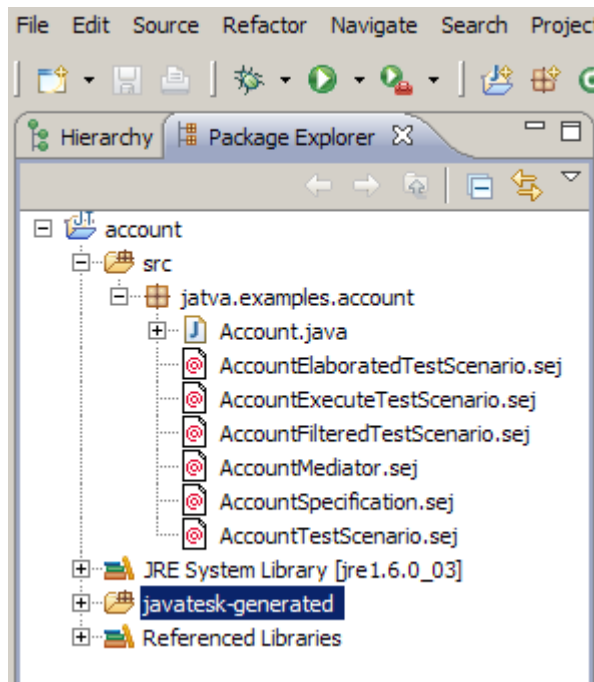 File Edit Source Refactor Navigate Search Project
Hierarchy Package Explorer
account
src
jatva.examples.account
Account.java
AccountElaboratedTestScenario.sej
AccountExecuteTestScenario.sej
AccountFilteredTestScenario.sej
AccountMediator.sej
AccountSpecification.sej
AccountTestScenario.sej
JRE System Library [jre1.6.0_03]
javatesk-generated
Referenced Libraries